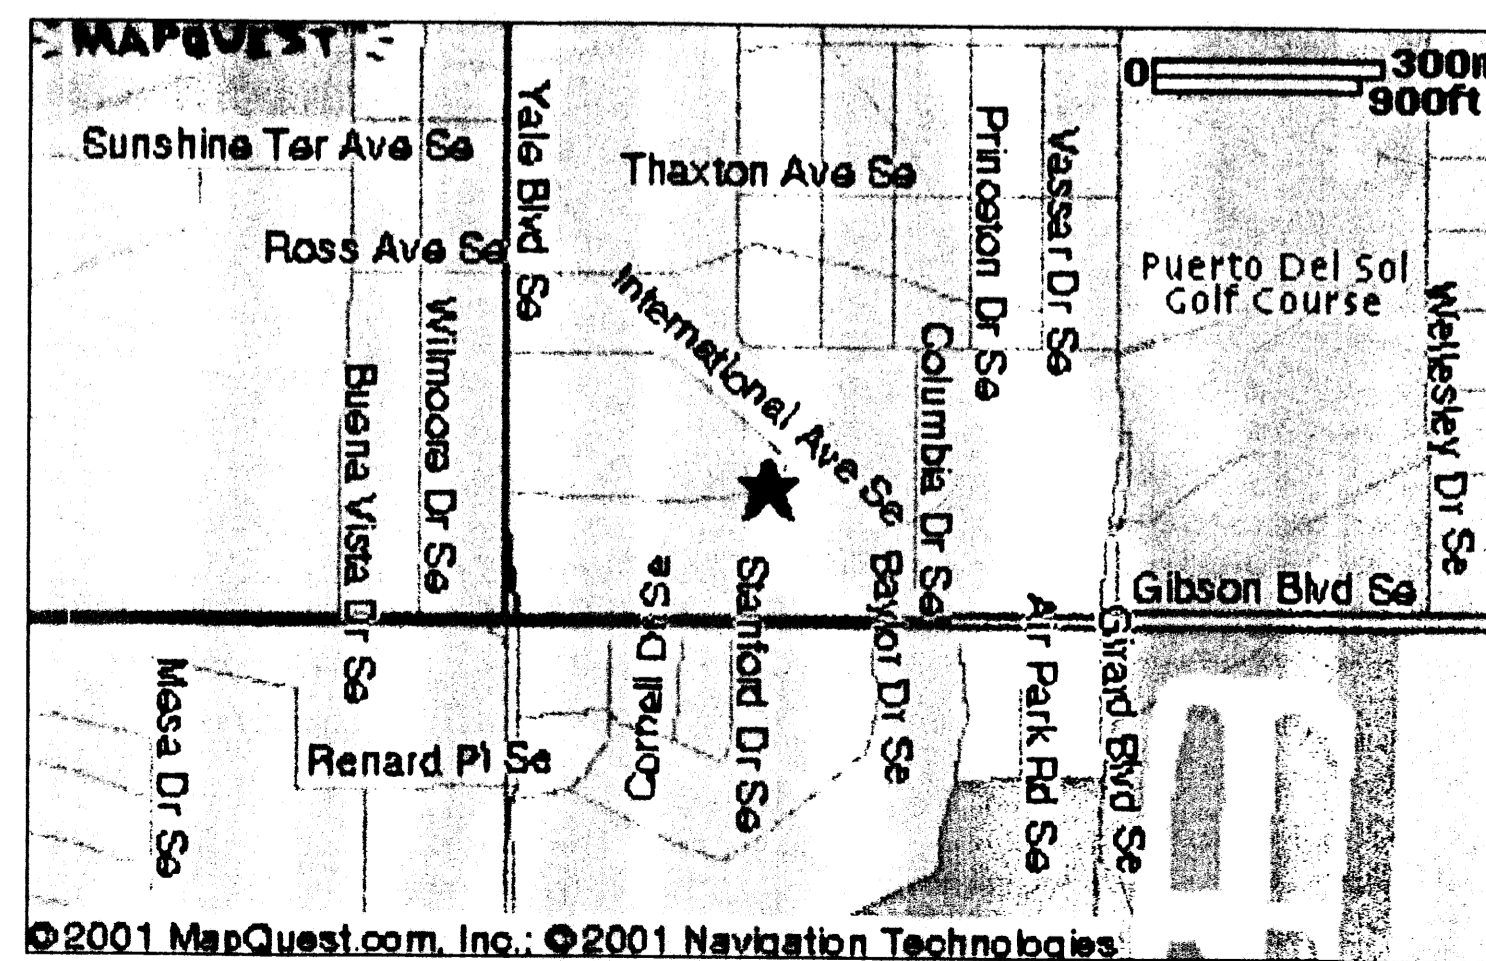 MAPQUEST
0 300m
900ft
Sunshine Ter Ave Se
Yale Blvd Se
Thaxton Ave Se
Princeton Dr Se
Vassar Dr Se
Ross Ave Se
Puerto Del Sol
Golf Course
International Ave Se
Wilmoore Dr Se
Buena Vista Dr Se
Columbia Dr Se
Wellesley Dr Se
Gibson Blvd Se
Cornell Dr Se
Stanford Dr Se
Baylor Dr Se
Air Park Rd Se
Girard Blvd Se
Mesa Dr Se
Renard Pl Se
©2001 MapQuest.com, Inc.; ©2001 Navigation Technologies